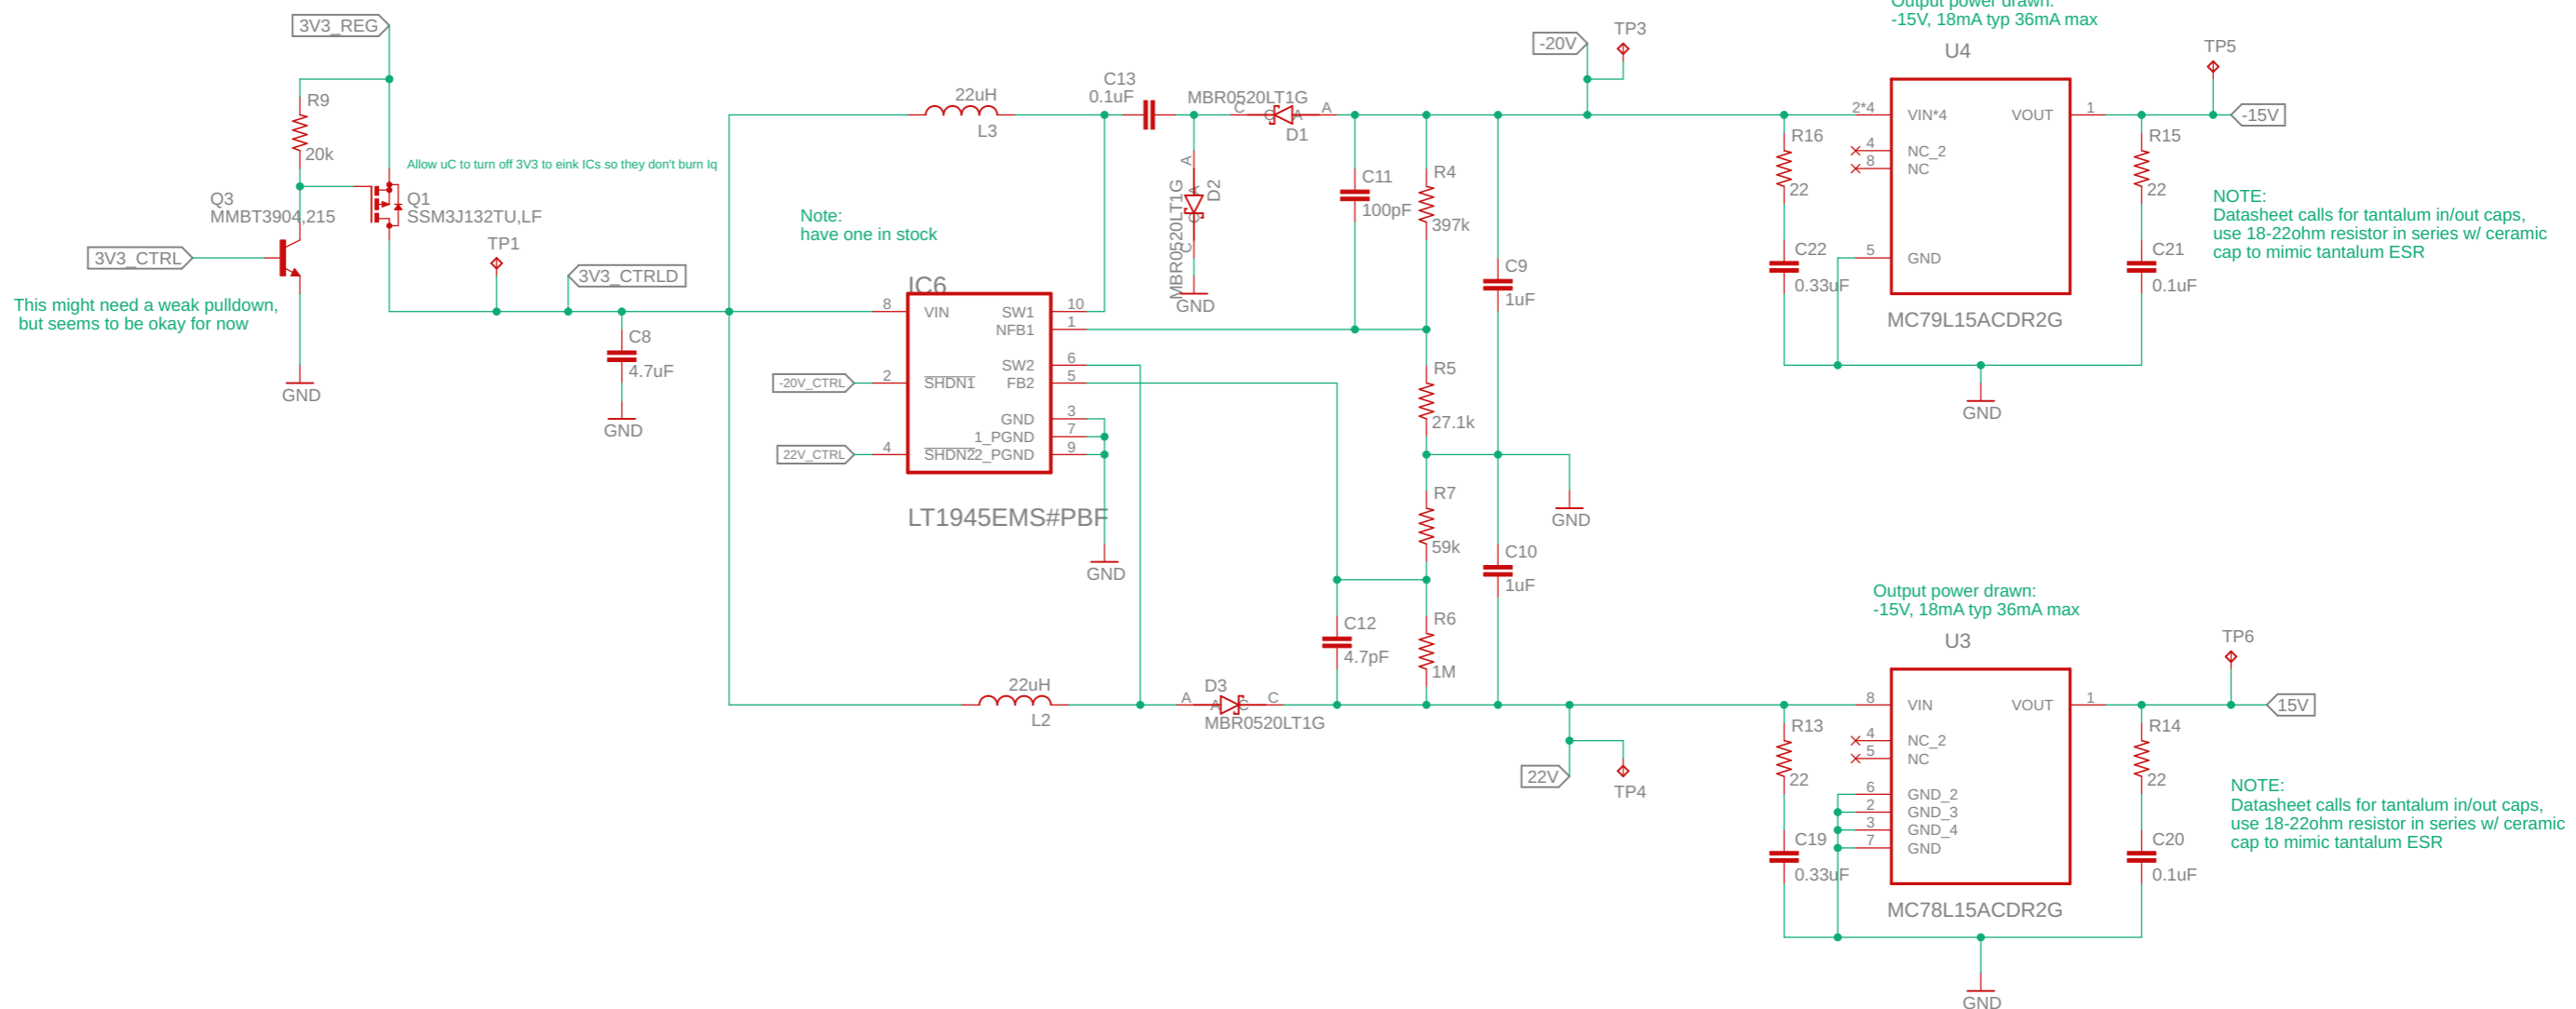 Output power drawn:
-15V, 18mA typ 36mA max
3V3_REG
R9
20k
Allow uC to turn off 3V3 to eink ICs so they don't burn Iq
Q3
MMBT3904,215
Q1
SSM3J132TU,LF
3V3_CTRL
TP1
3V3_CTRLD
This might need a weak pulldown,
but seems to be okay for now
GND
C8
4.7uF
GND
22uH
L3
C13
0.1uF
MBR0520LT1G
C
C
A
A
D1
A
A
C
C
MBR0520LT1G
D2
GND
Note:
have one in stock
IC6
8
VIN
SW1
10
NFB1
1
SW2
6
-20V_CTRL
2
SHDN1
FB2
5
GND
3
1_PGND
7
22V_CTRL
4
SHDN2
2_PGND
9
LT1945EMS#PBF
GND
22uH
L2
A
A
C
C
D3
MBR0520LT1G
C11
100pF
R4
397k
C9
1uF
R5
27.1k
GND
R7
59k
C10
1uF
C12
4.7pF
R6
1M
-20V
TP3
22V
TP4
U4
TP5
2*4
VIN*4
VOUT
1
-15V
4
NC_2
8
NC
5
GND
R16
22
C22
0.33uF
R15
22
C21
0.1uF
MC79L15ACDR2G
GND
NOTE:
Datasheet calls for tantalum in/out caps,
use 18-22ohm resistor in series w/ ceramic
cap to mimic tantalum ESR
Output power drawn:
-15V, 18mA typ 36mA max
U3
TP6
8
VIN
VOUT
1
15V
4
NC_2
5
NC
6
GND_2
2
GND_3
3
GND_4
7
GND
R13
22
C19
0.33uF
R14
22
C20
0.1uF
MC78L15ACDR2G
GND
NOTE:
Datasheet calls for tantalum in/out caps,
use 18-22ohm resistor in series w/ ceramic
cap to mimic tantalum ESR